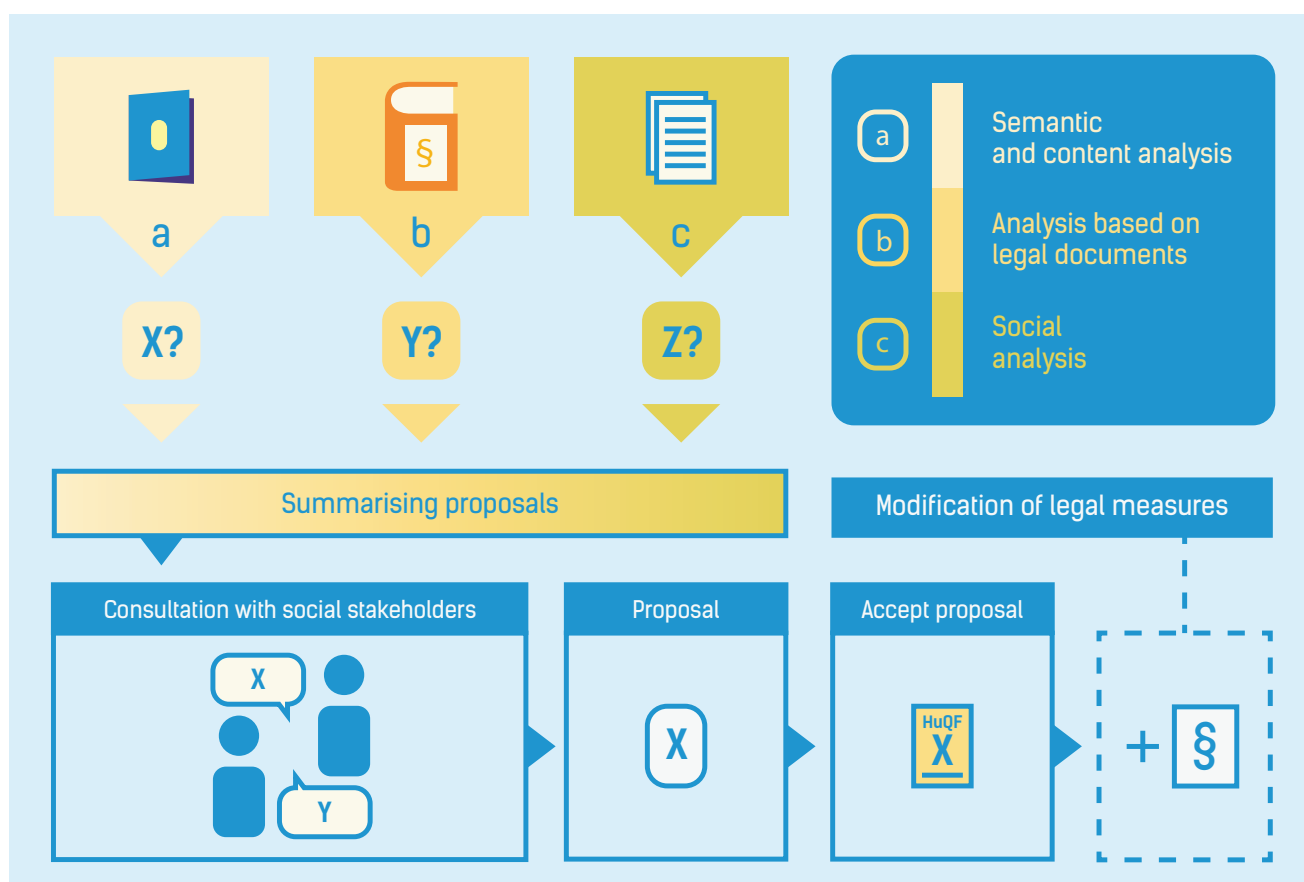 §
a
b
c
X?
Y?
Z?
a
Semantic
and content analysis
b
Analysis based on
legal documents
c
Social
analysis
Summarising proposals
Modification of legal measures
Consultation with social stakeholders
X
Y
Proposal
X
Accept proposal
HuQF
X
+ §